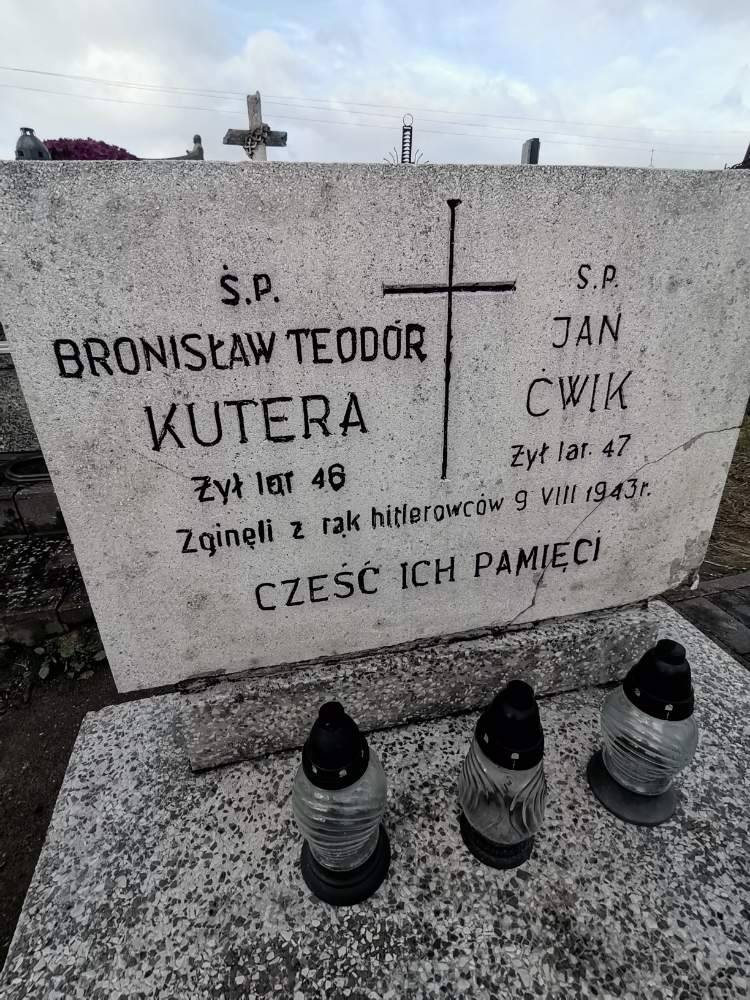 Ś.P.
BRONISŁAW TEODÓR
KUTERA
Żył lat 46
S.P.
JAN
ĆWIK
Żył lat. 47
Zginęli z rąk hitlerowców 9 VIII 1943r.
CZEŚĆ ICH PAMIĘCI